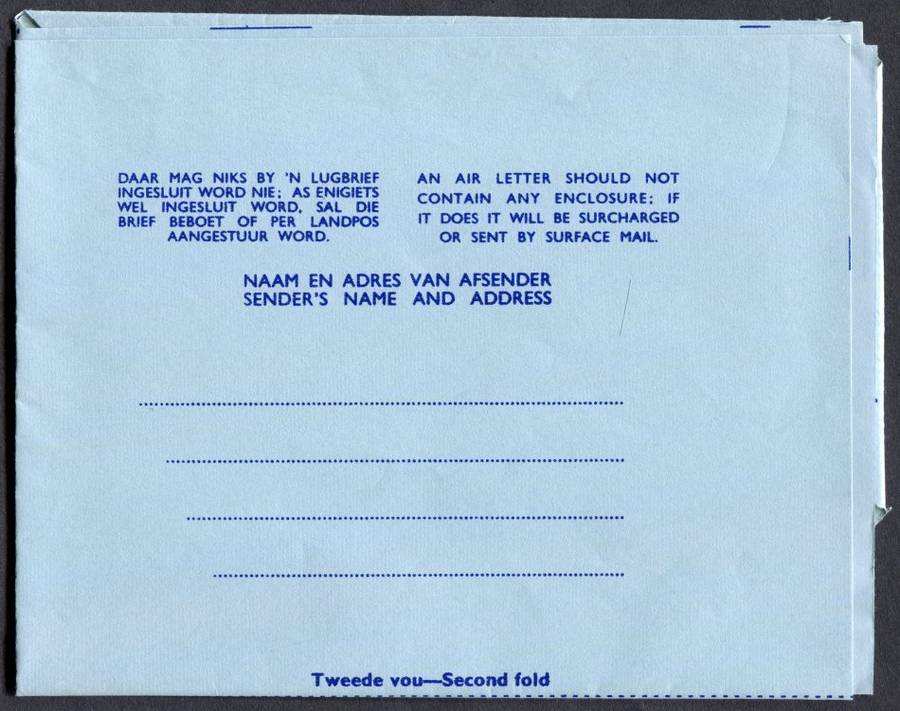 DAAR MAG NIKS BY 'N LUGBRIEF
INGESLUIT WORD NIE; AS ENIGIETS
WEL INGESLUIT WORD, SAL DIE
BRIEF BEBOET OF PER LANDPOS
AANGESTUUR WORD.
AN AIR LETTER SHOULD NOT
CONTAIN ANY ENCLOSURE; IF
IT DOES IT WILL BE SURCHARGED
OR SENT BY SURFACE MAIL.
NAAM EN ADRES VAN AFSENDER
SENDER'S NAME AND ADDRESS
Tweede vou—Second fold